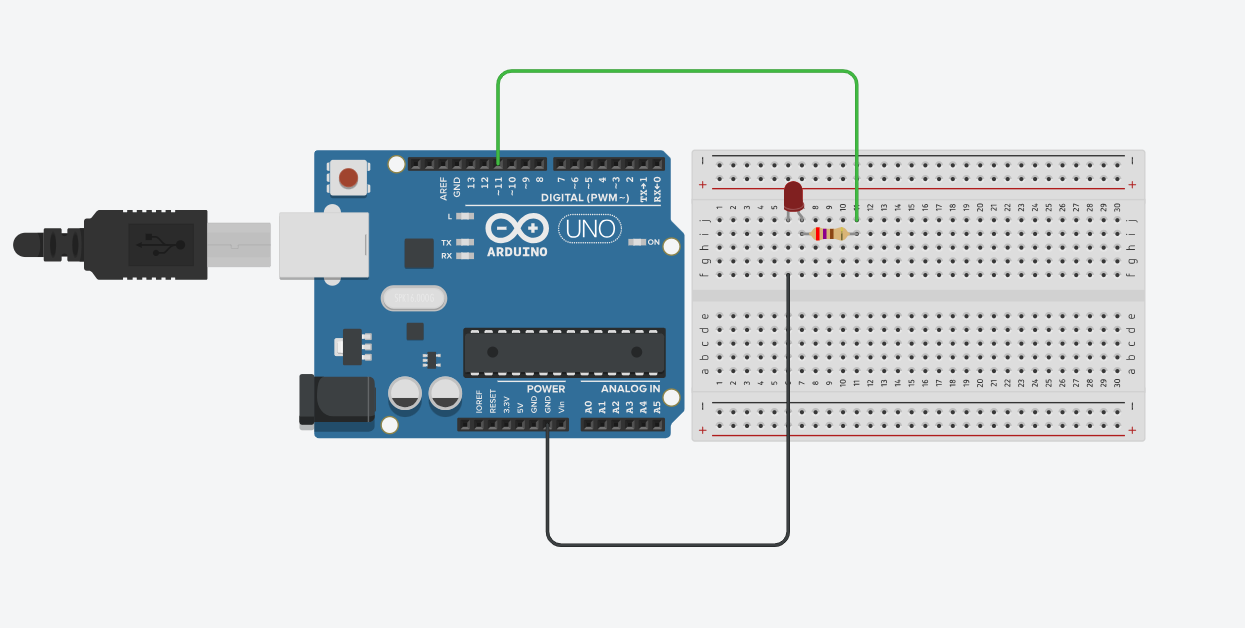 AREF GND 13 12 ~11 ~10 ~9 8 7 ~6 ~5 4 ~3 2 TX→1 RX←0
DIGITAL (PWM~)
L
TX
RX
ARDUINO
UNO
ON
POWER
ANALOG IN
IOREF RESET 3.3V 5V GND GND Vin A0 A1 A2 A3 A4 A5
− −
+ +
1 2 3 4 5 8 9 10 11 12 13 14 15 16 17 18 19 20 21 22 23 24 25 26 27 28 29 30
j j
i i
h h
g g
f f
e e
d d
c c
b b
a a
1 2 3 4 5 6 7 8 9 10 11 12 13 14 15 16 17 18 19 20 21 22 23 24 25 26 27 28 29 30
− −
+ +